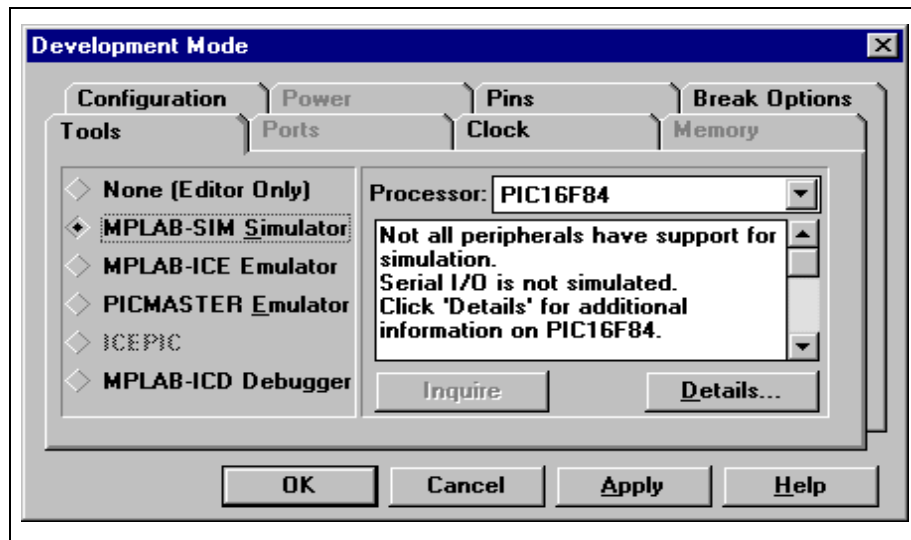 Development Mode
Configuration Power Pins Break Options
Tools Ports Clock Memory
None (Editor Only)
MPLAB-SIM Simulator
MPLAB-ICE Emulator
PICMASTER Emulator
ICEPIC
MPLAB-ICD Debugger
Processor: PIC16F84
Not all peripherals have support for
simulation.
Serial I/O is not simulated.
Click 'Details' for additional
information on PIC16F84.
Inquire Details...
OK Cancel Apply Help